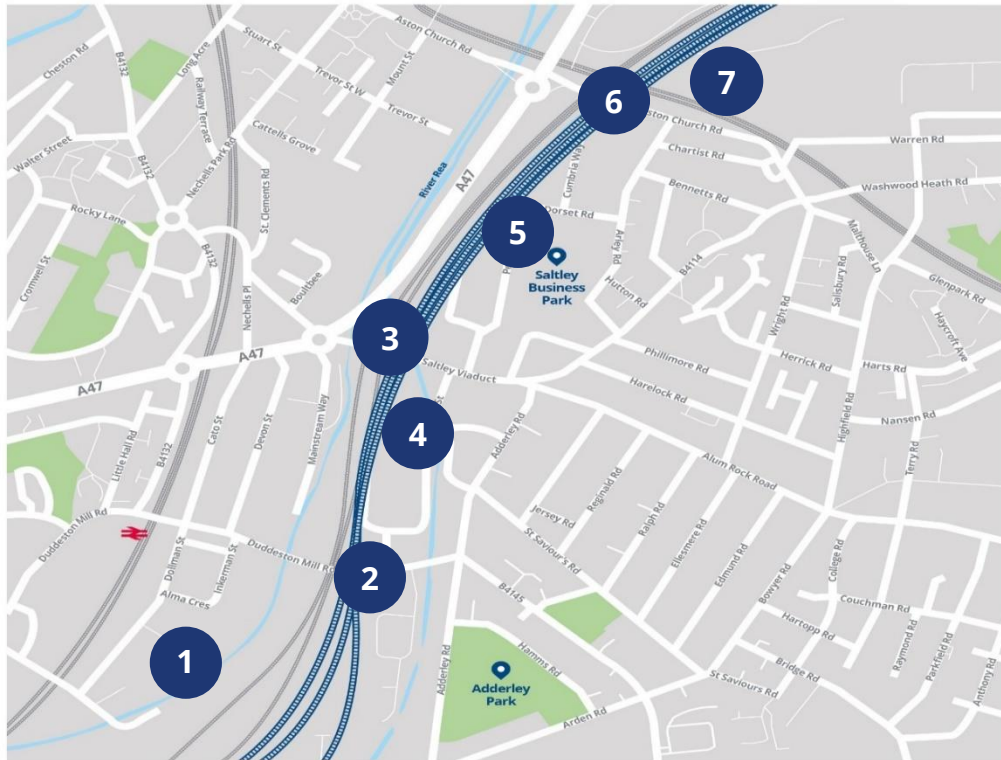 Cheston Rd
B4132
Long Acre
Stuart St
Aston Church Rd
Mount St
Trevor St W
Trevor St
Railway Terrace
Cattells Grove
Walter Street
B4132
Nechells Park Rd
River Rea
A47
7
6
ston Church Rd
Chartist Rd
Warren Rd
Cumbria Way
Bennetts Rd
Washwood Heath Rd
Rocky Lane
St. Clements Rd
B4132
Cromwell St
Boultbee
Nechells Pl
5
Dorset Rd
Arley Rd
Saltley
Business
Park
B4114
Hutton Rd
Malthouse Ln
Salisbury Rd
Glenpark Rd
Wright Rd
Haycroft Ave
3
A47
A47
Saltley Viaduct
Phillimore Rd
Herrick Rd
Harts Rd
Harelock Rd
Nansen Rd
Highfield Rd
Terry Rd
4
St
Adderley Rd
Little Hall Rd
B4132
Cato St
Devon St
Mainstream Way
Alum Rock Road
Jersey Rd
Reginald Rd
Ralph Rd
Ellesmere Rd
Edmund Rd
Bowyer Rd
College Rd
St Saviour's Rd
Duddeston Mill Rd
Duddeston Mill R
Dollman St
Inkerman St
Alma Cres
2
B4145
Couchman Rd
Hartopp Rd
Raymond Rd
Parkfield Rd
Anthony Rd
Bridge Rd
St Saviours Rd
1
Adderley Rd
Hamms Rd
Adderley
Park
Arden Rd